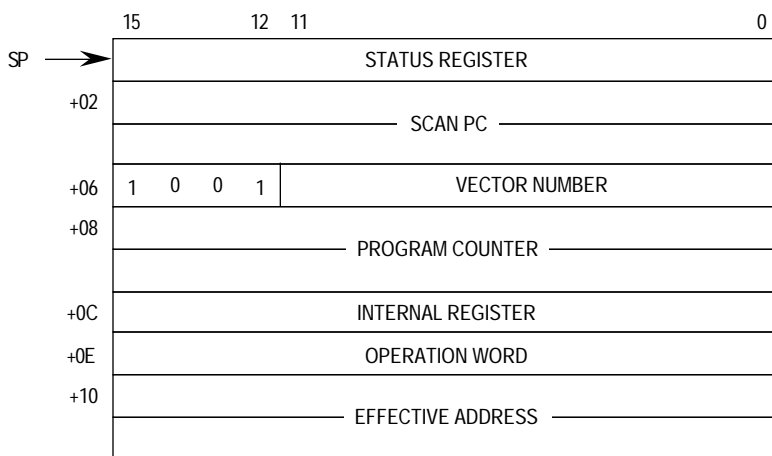 15 12 11 0
SP STATUS REGISTER
+02
SCAN PC
+06 1 0 0 1 VECTOR NUMBER
+08
PROGRAM COUNTER
+0C INTERNAL REGISTER
+0E OPERATION WORD
+10
EFFECTIVE ADDRESS